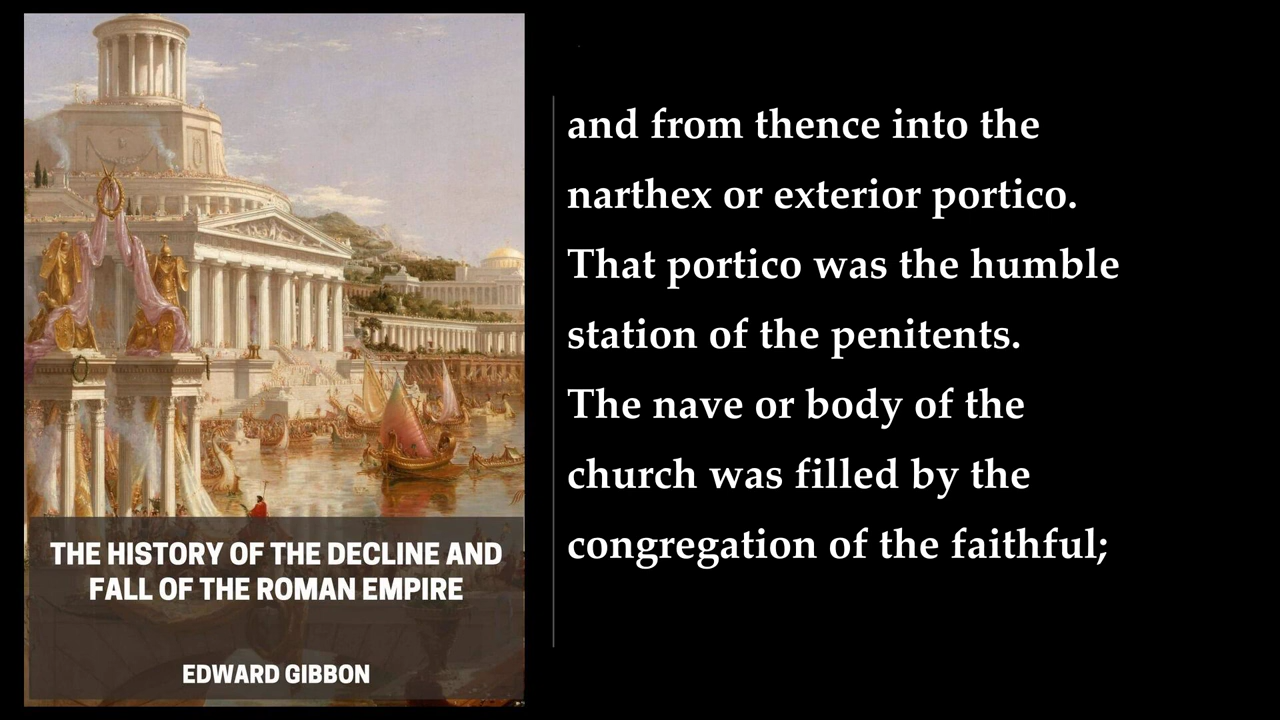 THE HISTORY OF THE DECLINE AND
FALL OF THE ROMAN EMPIRE
EDWARD GIBBON
and from thence into the
narthex or exterior portico.
That portico was the humble
station of the penitents.
The nave or body of the
church was filled by the
congregation of the faithful;